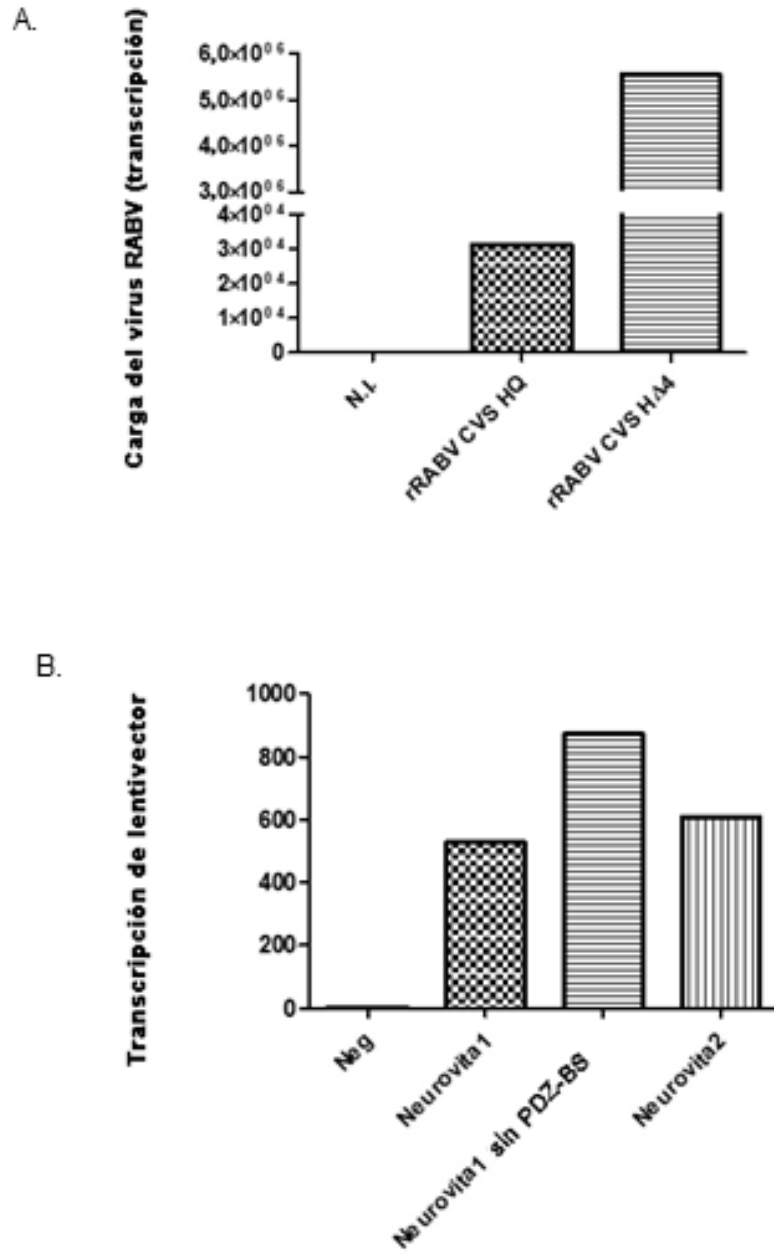 A.
Carga del virus RABV (transcripción)
6,0×10⁰⁶
5,0×10⁰⁶
4,0×10⁰⁶
3,0×10⁰⁶
4×10⁰⁴
3×10⁰⁴
2×10⁰⁴
1×10⁰⁴
0
N.I.
rRABV CVS HQ
rRABV CVS HΔ4
B.
Transcripción de lentivector
1000
800
600
400
200
0
Neg
Neurovita1
Neurovita1 sin PDZ-BS
Neurovita2